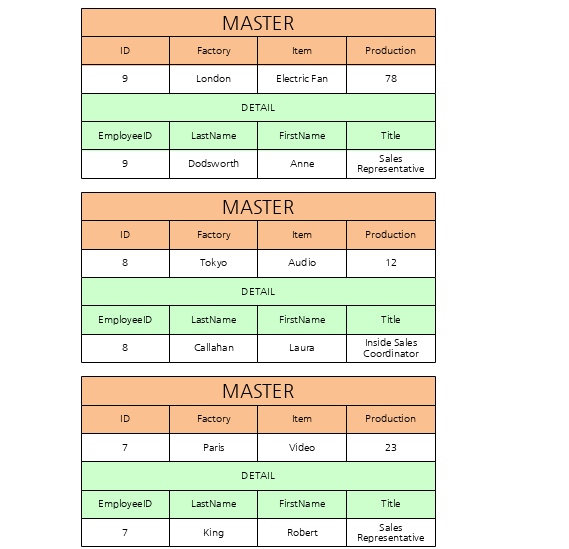 MASTER
ID Factory Item Production
9 London Electric Fan 78
DETAIL
EmployeeID LastName FirstName Title
9 Dodsworth Anne Sales Representative
MASTER
ID Factory Item Production
8 Tokyo Audio 12
DETAIL
EmployeeID LastName FirstName Title
8 Callahan Laura Inside Sales Coordinator
MASTER
ID Factory Item Production
7 Paris Video 23
DETAIL
EmployeeID LastName FirstName Title
7 King Robert Sales Representative